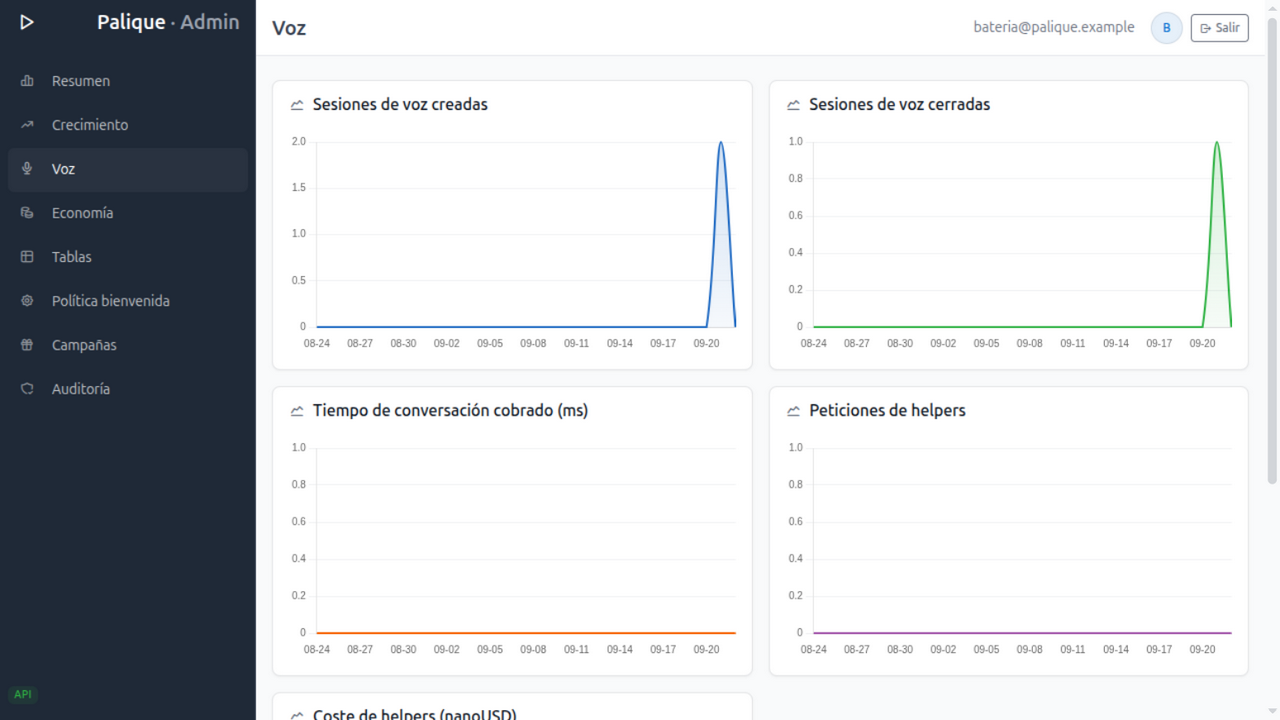 Palique · Admin
Resumen
Crecimiento
Voz
Economía
Tablas
Política bienvenida
Campañas
Auditoría
API
Voz
bateria@palique.example
B
Salir
Sesiones de voz creadas
2.0
1.5
1.0
0.5
0
08-24 08-27 08-30 09-02 09-05 09-08 09-11 09-14 09-17 09-20
Sesiones de voz cerradas
1.0
0.8
0.6
0.4
0.2
0
08-24 08-27 08-30 09-02 09-05 09-08 09-11 09-14 09-17 09-20
Tiempo de conversación cobrado (ms)
1.0
0.8
0.6
0.4
0.2
0
08-24 08-27 08-30 09-02 09-05 09-08 09-11 09-14 09-17 09-20
Peticiones de helpers
1.0
0.8
0.6
0.4
0.2
0
08-24 08-27 08-30 09-02 09-05 09-08 09-11 09-14 09-17 09-20
Coste de helpers (nanoUSD)